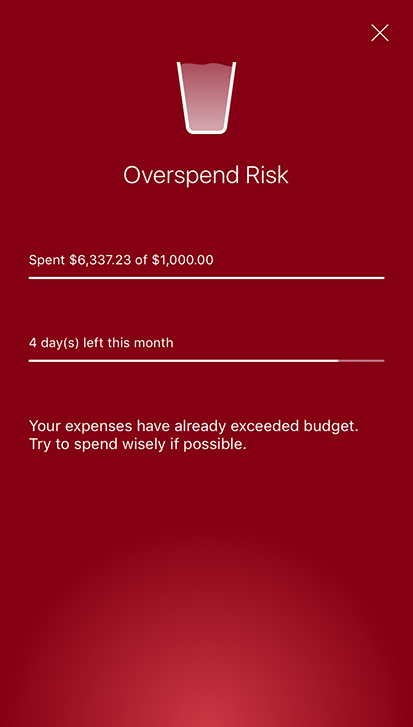 Overspend Risk
Spent $6,337.23 of $1,000.00
4 day(s) left this month
Your expenses have already exceeded budget.
Try to spend wisely if possible.